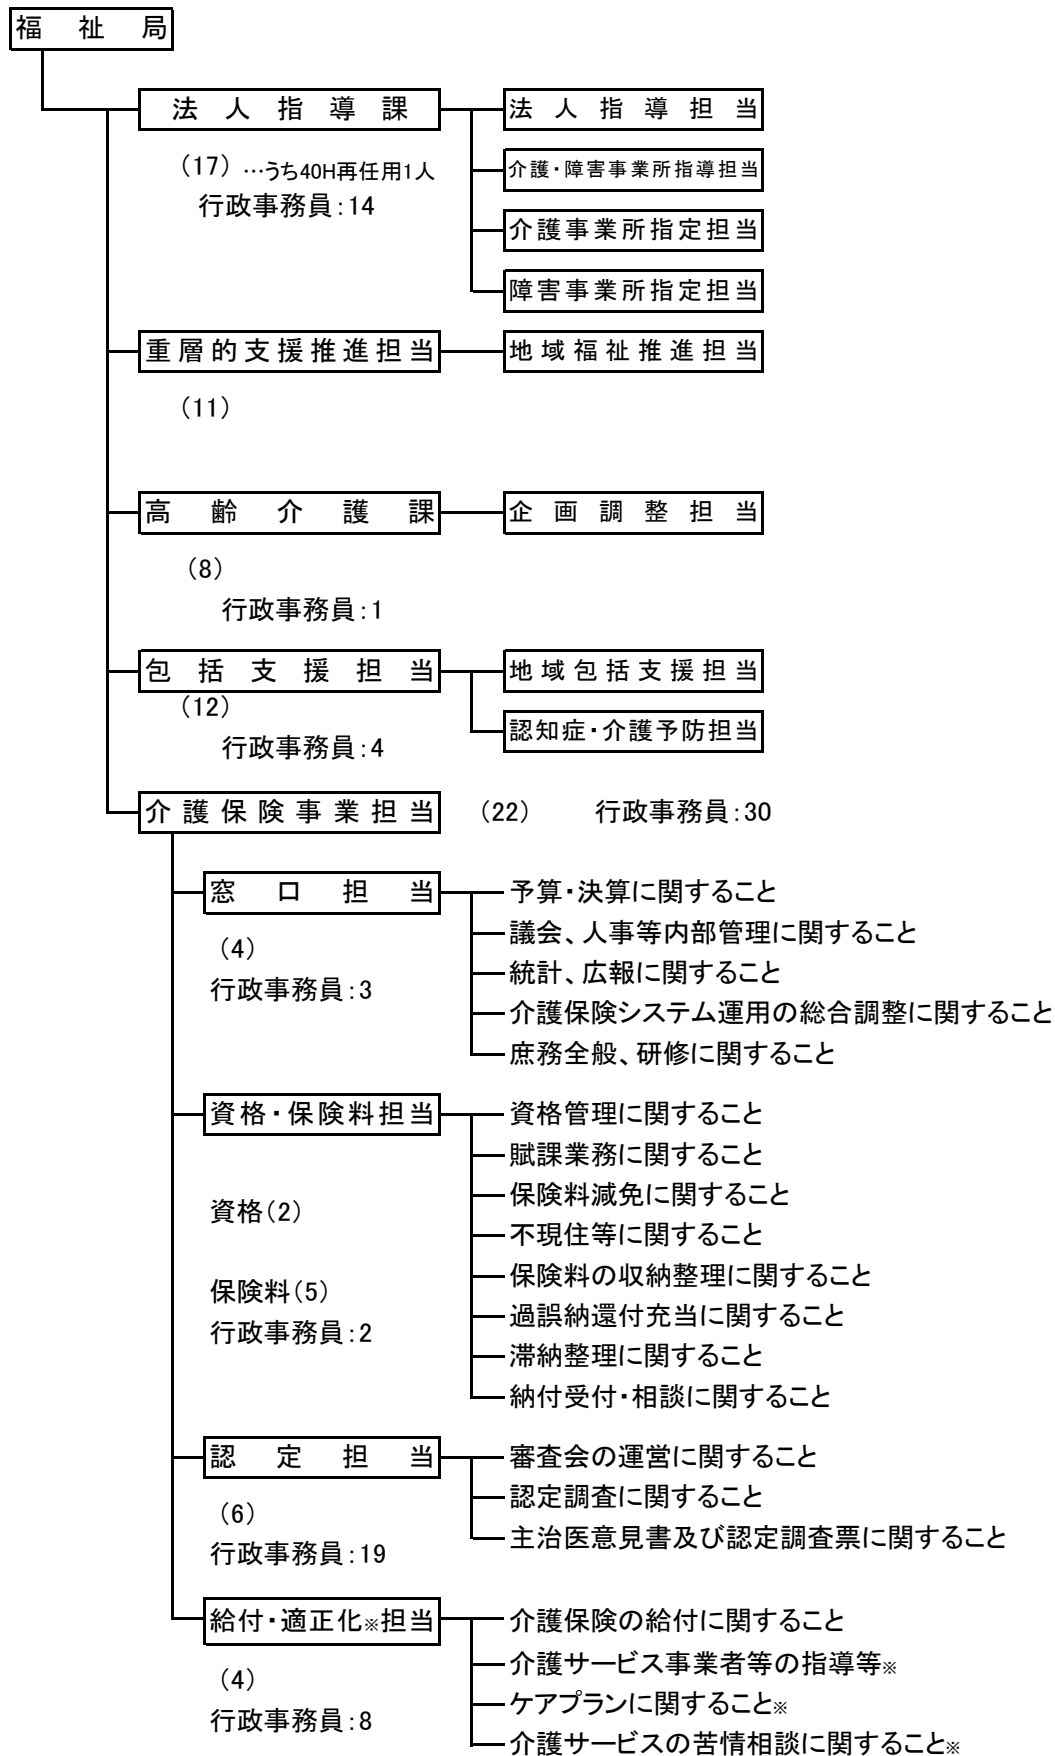 福祉局
法人指導課
法人指導担当
(17)…うち40H再任用1人
介護・障害事業所指導担当
行政事務員:14
介護事業所指定担当
障害事業所指定担当
重層的支援推進担当
地域福祉推進担当
(11)
高齢介護課
企画調整担当
(8)
行政事務員:1
包括支援担当
地域包括支援担当
(12)
認知症・介護予防担当
行政事務員:4
介護保険事業担当 (22) 行政事務員:30
窓口担当
予算・決算に関すること
議会、人事等内部管理に関すること
(4)
統計、広報に関すること
行政事務員:3
介護保険システム運用の総合調整に関すること
庶務全般、研修に関すること
資格・保険料担当
資格管理に関すること
賦課業務に関すること
保険料減免に関すること
資格(2)
不現住等に関すること
保険料の収納整理に関すること
保険料(5)
過誤納還付充当に関すること
行政事務員:2
滞納整理に関すること
納付受付・相談に関すること
認定担当
審査会の運営に関すること
認定調査に関すること
(6)
主治医意見書及び認定調査票に関すること
行政事務員:19
給付・適正化※担当
介護保険の給付に関すること
介護サービス事業者等の指導等※
(4)
ケアプランに関すること※
行政事務員:8
介護サービスの苦情相談に関すること※